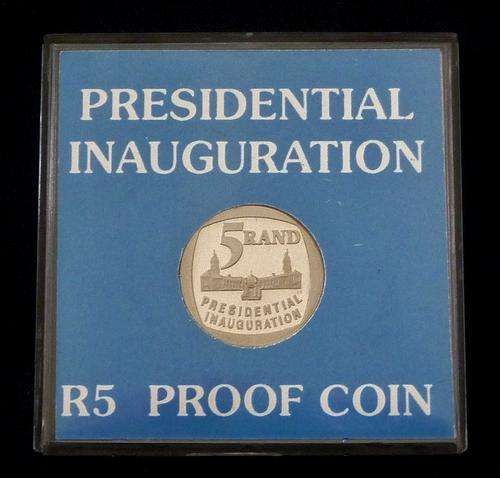 PRESIDENTIAL
INAUGURATION
5 RAND
PRESIDENTIAL
INAUGURATION
R5 PROOF COIN